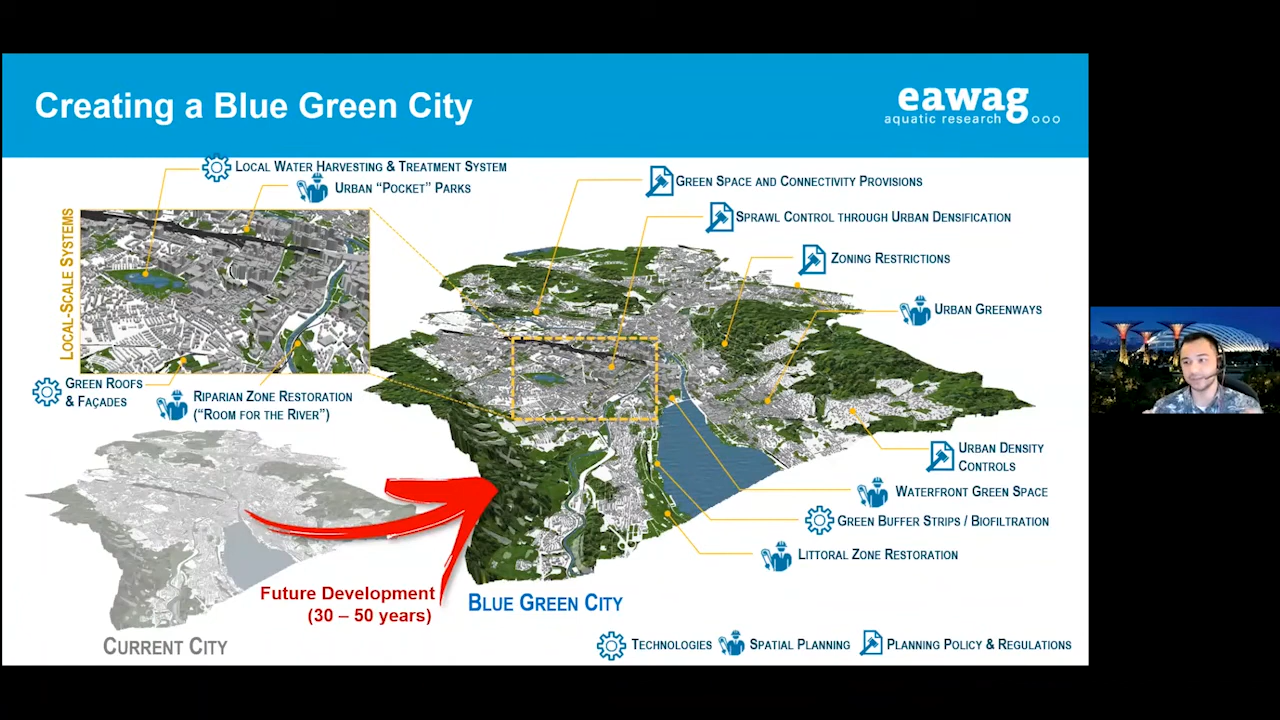 Creating a Blue Green City
eawag
aquatic research
LOCAL WATER HARVESTING & TREATMENT SYSTEM
URBAN “POCKET” PARKS
GREEN SPACE AND CONNECTIVITY PROVISIONS
SPRAWL CONTROL THROUGH URBAN DENSIFICATION
ZONING RESTRICTIONS
URBAN GREENWAYS
LOCAL-SCALE SYSTEMS
GREEN ROOFS
& FAÇADES
RIPARIAN ZONE RESTORATION
(“ROOM FOR THE RIVER”)
URBAN DENSITY
CONTROLS
WATERFRONT GREEN SPACE
GREEN BUFFER STRIPS / BIOFILTRATION
LITTORAL ZONE RESTORATION
Future Development
(30 – 50 years)
BLUE GREEN CITY
CURRENT CITY
TECHNOLOGIES
SPATIAL PLANNING
PLANNING POLICY & REGULATIONS